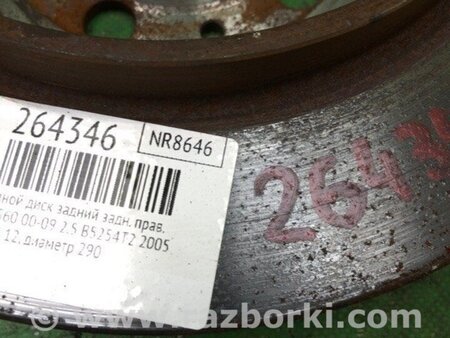 264346
NR8646
ной диск задний задн. прав.
60 00-09 2.5 B5254T2 2005
12, диаметр 290
2643
razborki.com